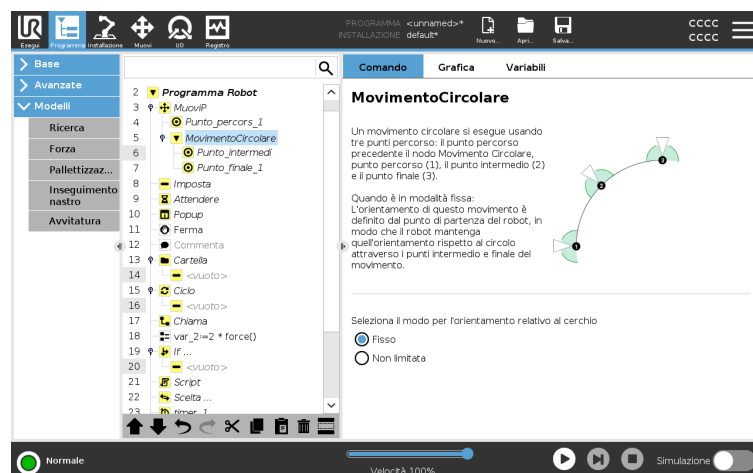 PROGRAMMA <unnamed>*
INSTALLAZIONE default*
CCCC
CCCC
Esegui
Programma
Installazione
Muovi
I/O
Registro
Nuovo...
Apri...
Salva...
Base
Avanzate
Modelli
Ricerca
Forza
Pallettizzaz...
Inseguimento
nastro
Avvitatura
2 Programma Robot
3 MuoviP
4 Punto_percors_1
5 MovimentoCircolare
6 Punto_intermedi
7 Punto_finale_1
8 Imposta
9 Attendere
10 Popup
11 Ferma
12 Commenta
13 Cartella
14 <vuoto>
15 Ciclo
16 <vuoto>
17 Chiama
18 var_2:=2 * force()
19 If ...
20 <vuoto>
21 Script
22 Scelta ...
23 timer_1
Comando
Grafica
Variabili
MovimentoCircolare
Un movimento circolare si esegue usando
tre punti percorso: il punto percorso
precedente il nodo Movimento Circolare,
punto percorso (1), il punto intermedio (2)
e il punto finale (3).
Quando è in modalità fissa:
L'orientamento di questo movimento è
definito dal punto di partenza del robot, in
modo che il robot mantenga
quell'orientamento rispetto al circolo
attraverso i punti intermedio e finale del
movimento.
1
2
3
Seleziona il modo per l'orientamento relativo al cerchio
Fisso
Non limitata
Normale
Velocità 100%
Simulazione